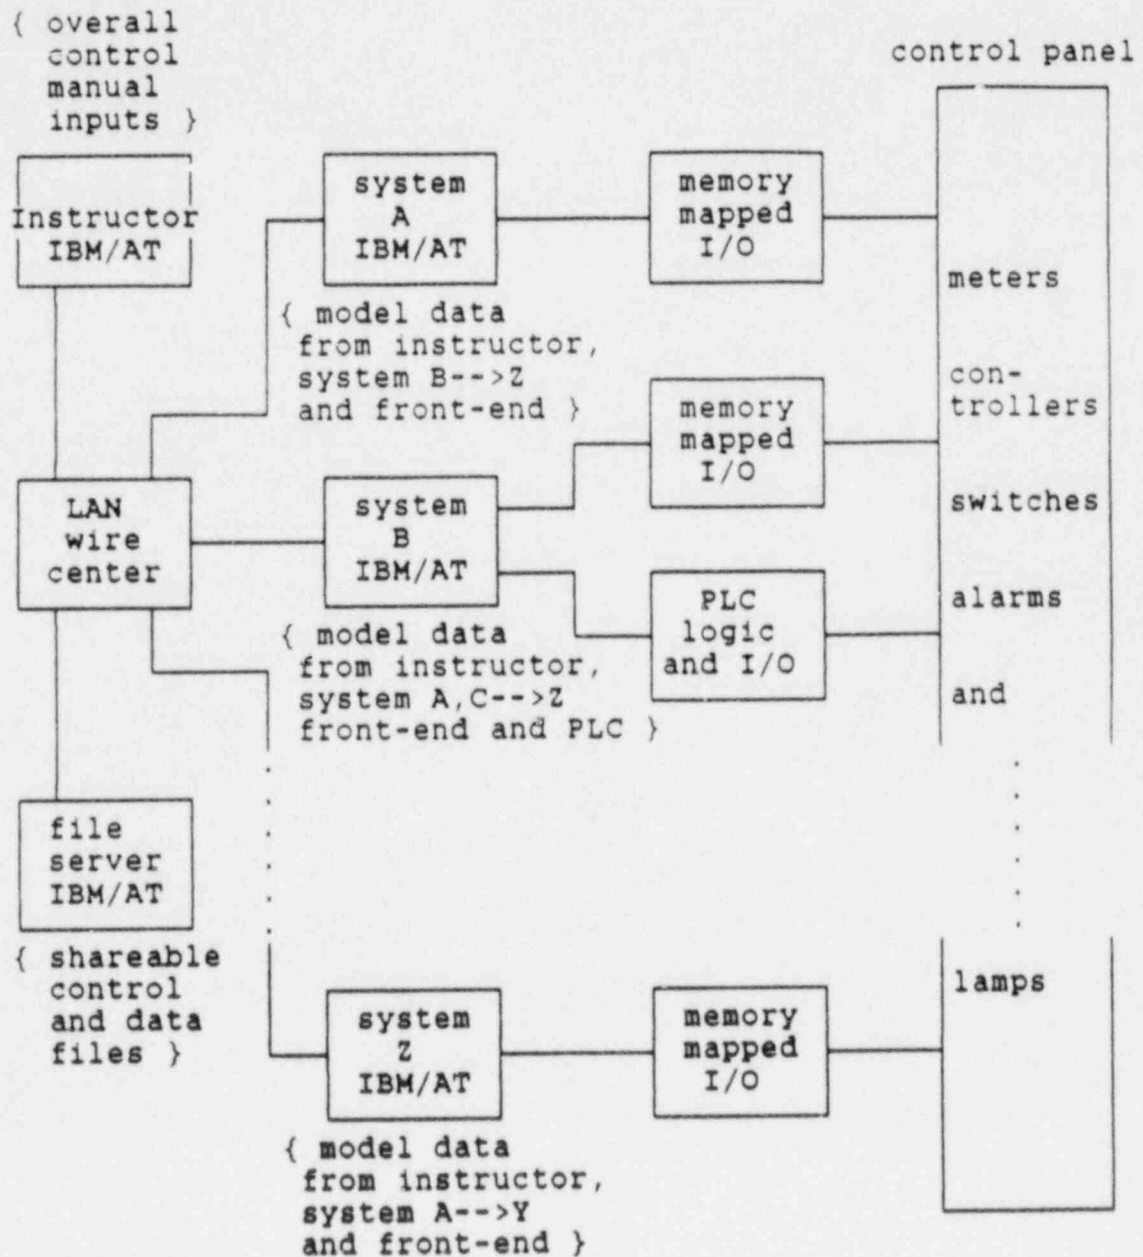 { overall
control
manual
inputs }
control panel
Instructor
IBM/AT
system
A
IBM/AT
memory
mapped
I/O
{ model data
from instructor,
system B-->Z
and front-end }
meters
con-
trollers
switches
alarms
and
memory
mapped
I/O
LAN
wire
center
system
B
IBM/AT
PLC
logic
and I/O
{ model data
from instructor,
system A,C-->Z
front-end and PLC }
file
server
IBM/AT
{ shareable
control
and data
files }
system
Z
IBM/AT
memory
mapped
I/O
lamps
{ model data
from instructor,
system A-->Y
and front-end }